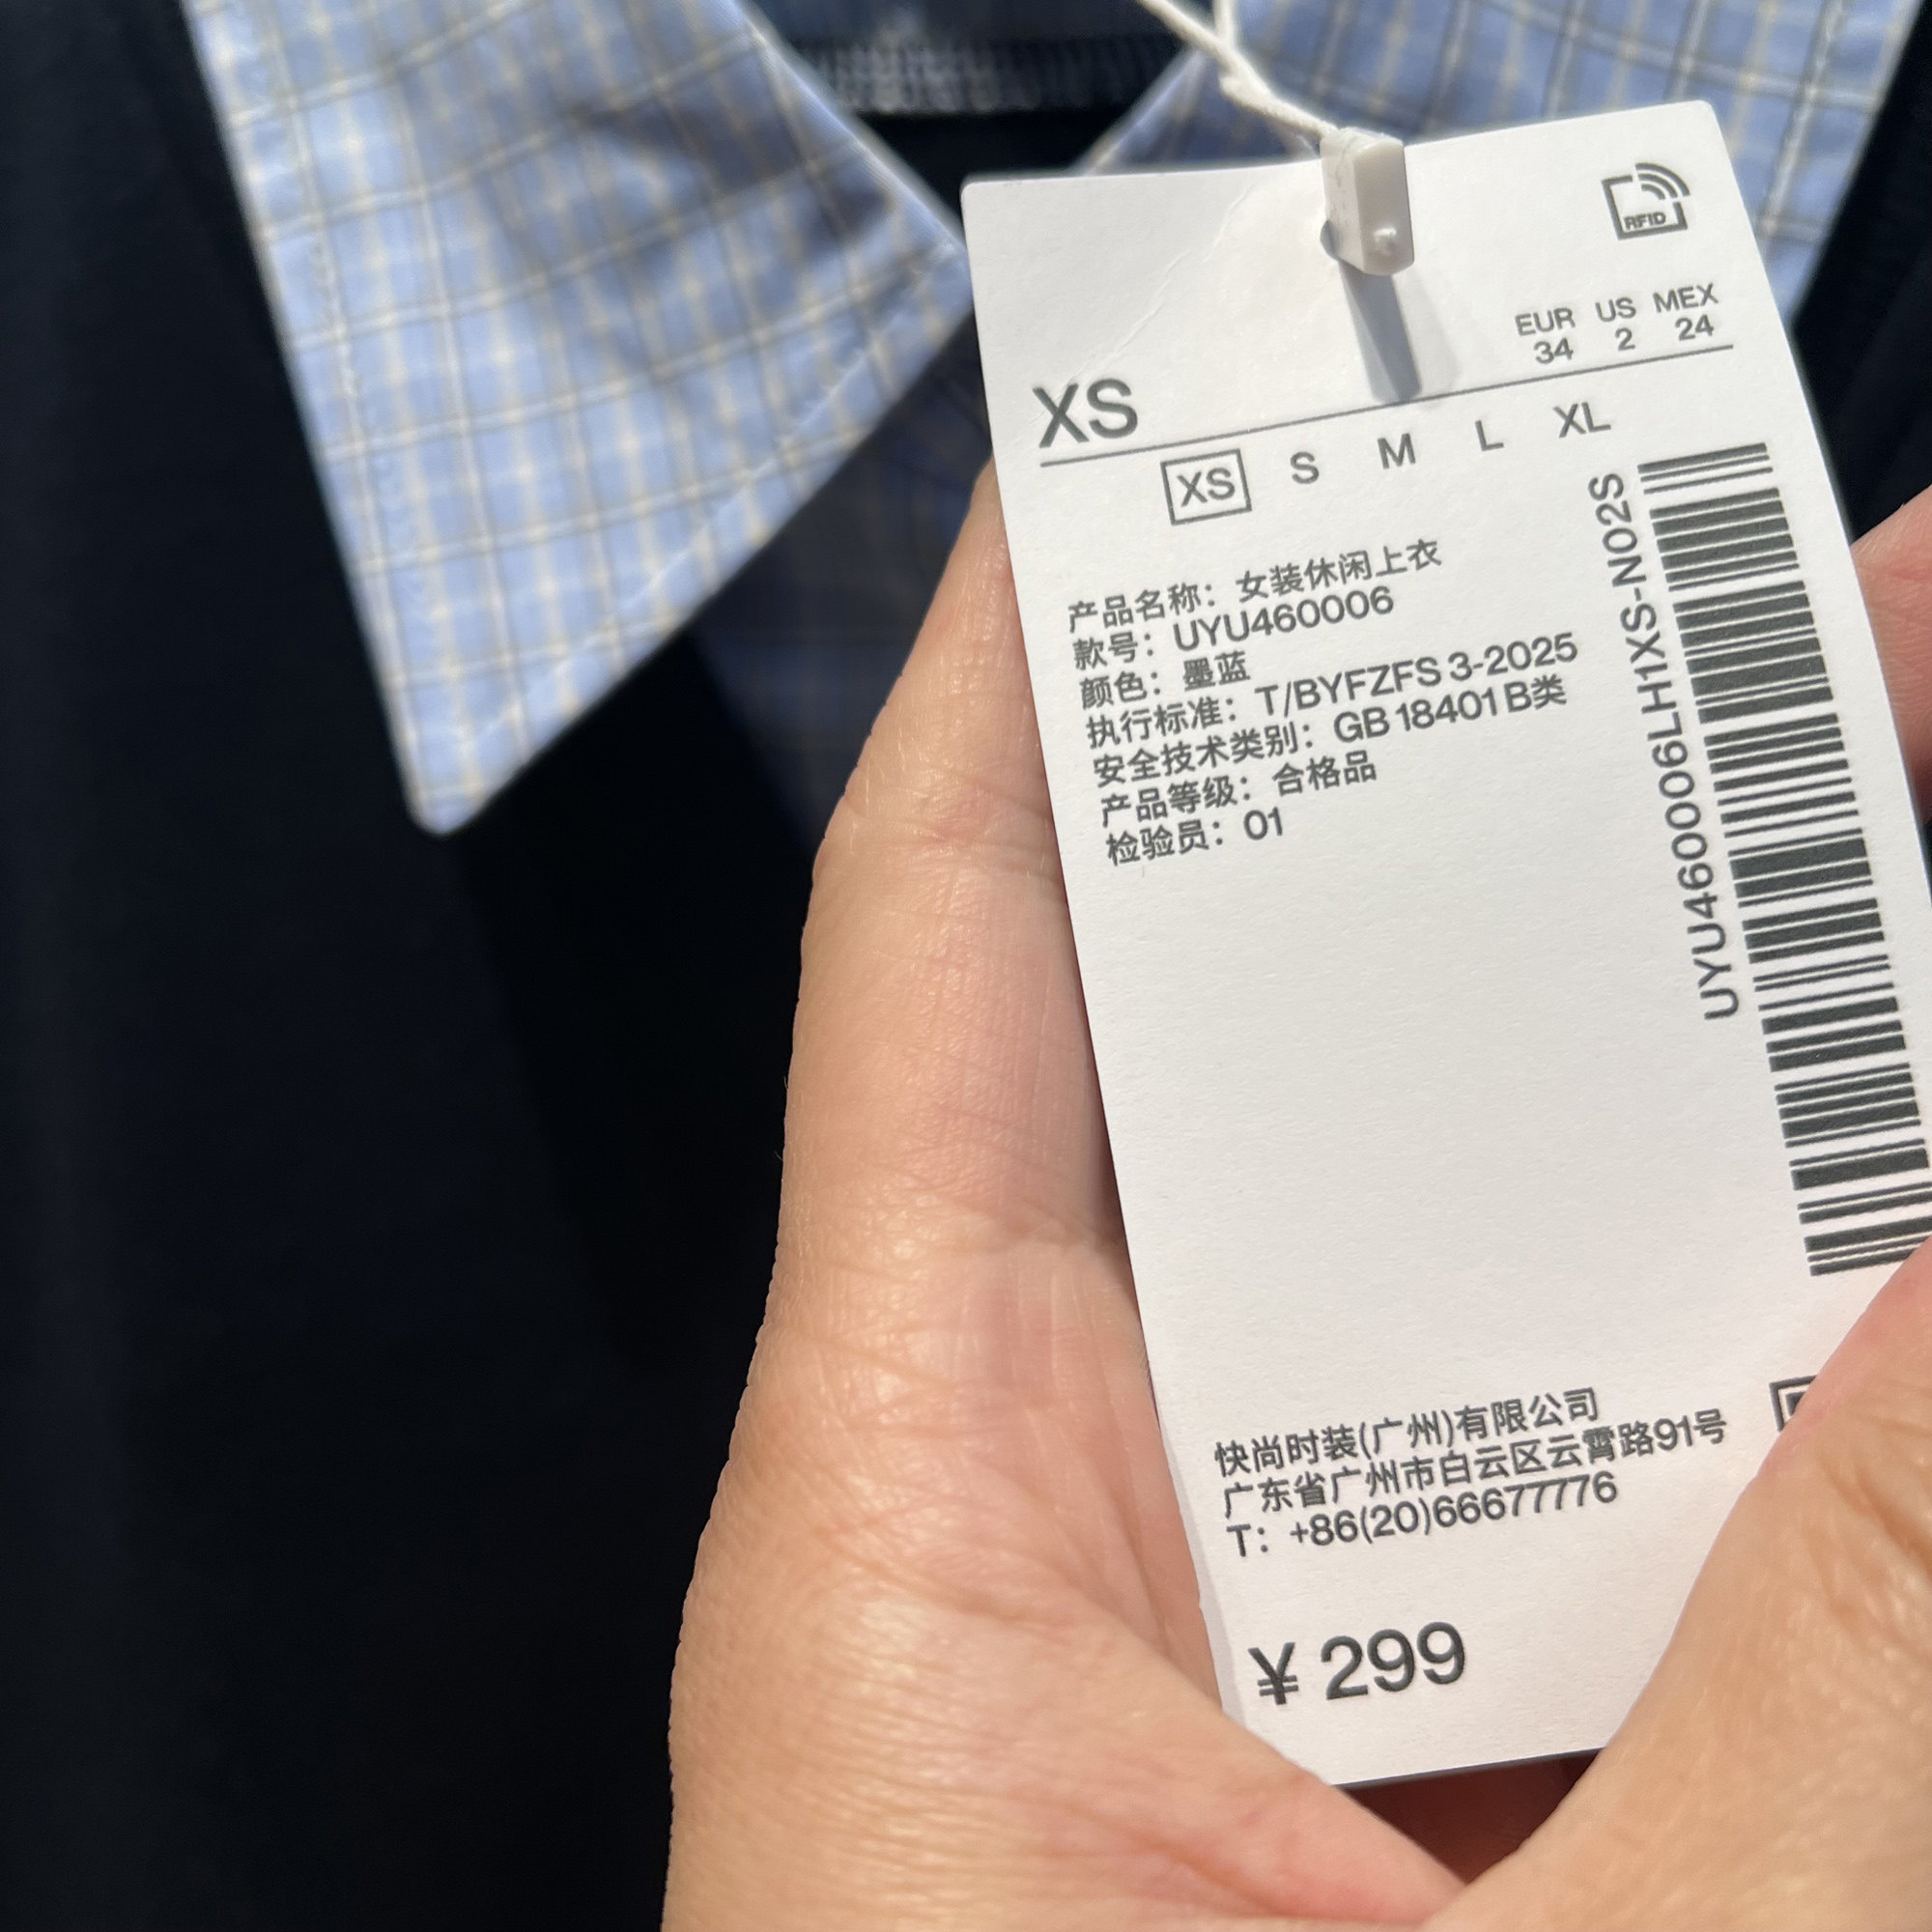 RFID
EUR US MEX
34 2 24
XS
XS S M L XL
产品名称：女装休闲上衣
款号：UYU460006
颜色：墨蓝
执行标准：T/BYFZFS 3-2025
安全技术类别：GB 18401 B类
产品等级：合格品
检验员：01
UYU460006LH1XS-N02S
快尚时装(广州)有限公司
广东省广州市白云区云霄路91号
T：+86(20)66677776
¥ 299